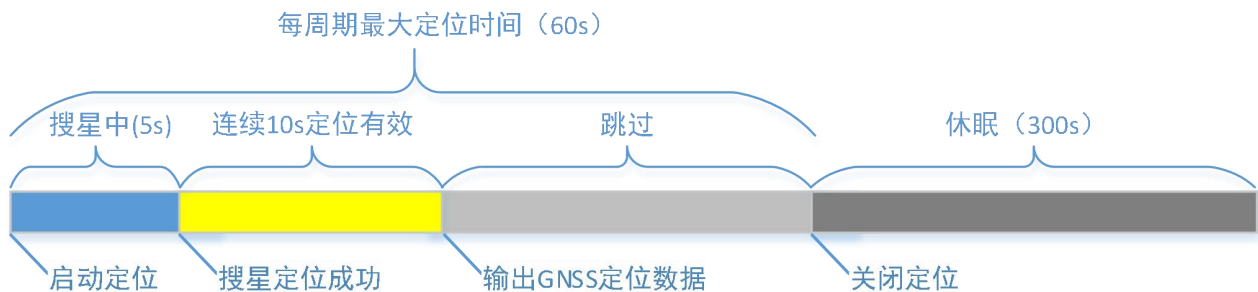 每周期最大定位时间（60s）
搜星中(5s)
连续10s定位有效
跳过
休眠（300s）
启动定位
搜星定位成功
输出GNSS定位数据
关闭定位